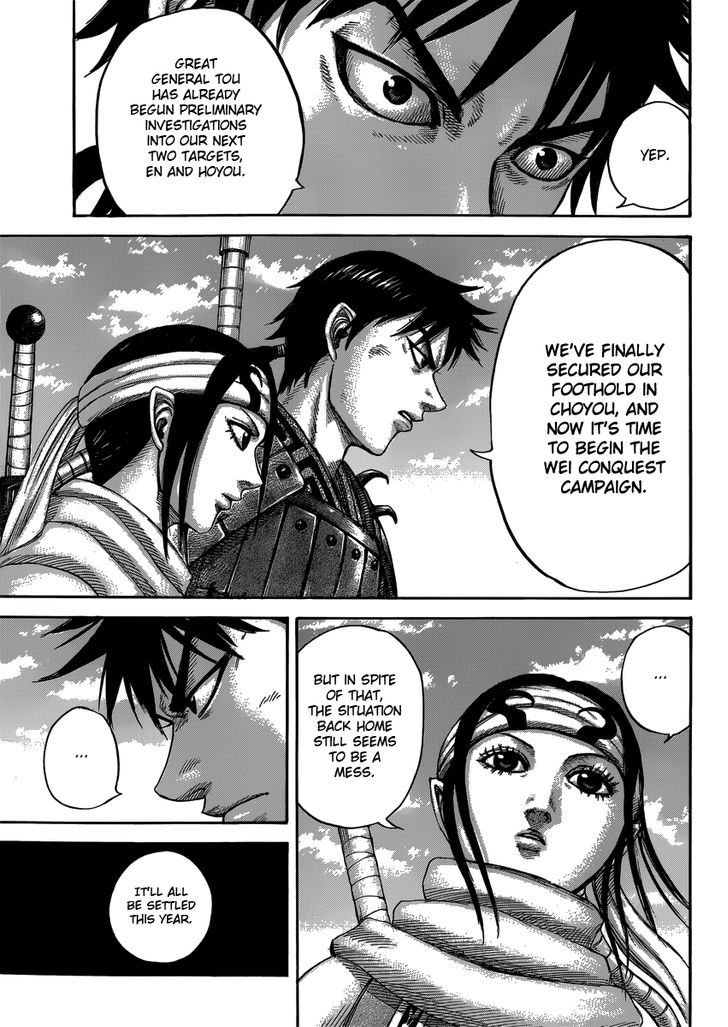 YEP.
GREAT
GENERAL TOU
HAS ALREADY
BEGUN PRELIMINARY
INVESTIGATIONS
INTO OUR NEXT
TWO TARGETS,
EN AND HOYOU.
WE'VE FINALLY
SECURED OUR
FOOTHOLD IN
CHOYOU, AND
NOW IT'S TIME
TO BEGIN THE
WEI CONQUEST
CAMPAIGN.
...
BUT IN SPITE
OF THAT,
THE SITUATION
BACK HOME
STILL SEEMS
TO BE A
MESS.
...
IT'LL ALL
BE SETTLED
THIS YEAR.